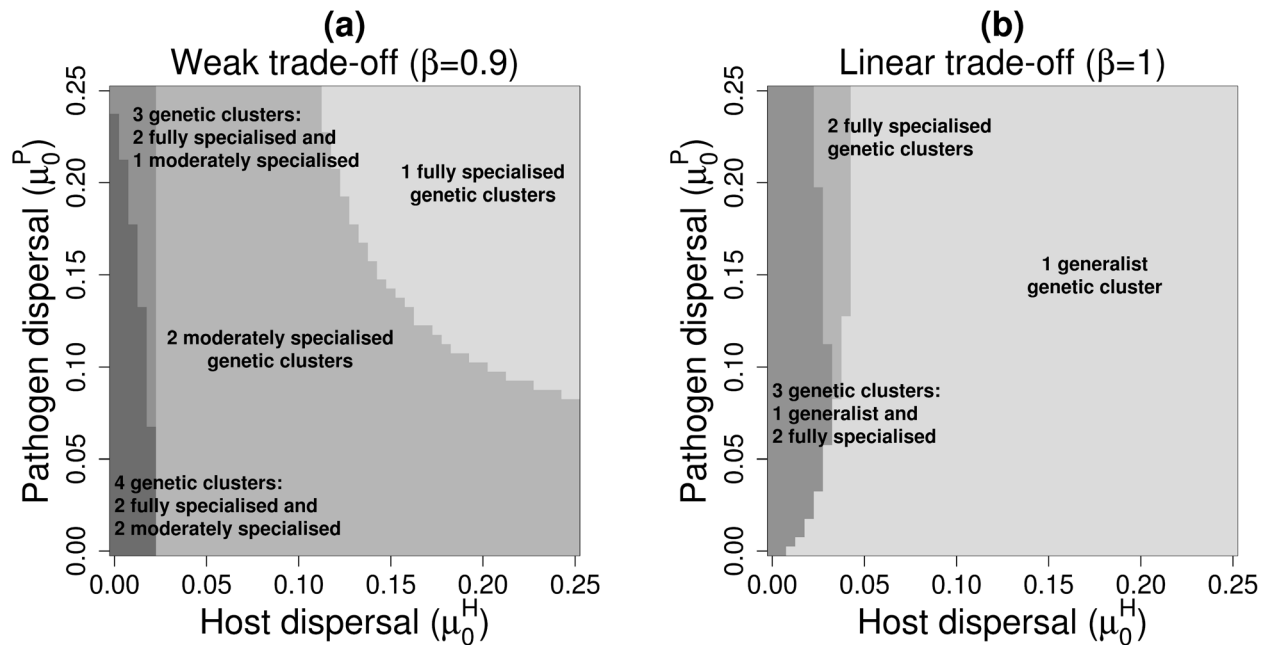 (a)
Weak trade-off (β=0.9)
3 genetic clusters:
2 fully specialised and
1 moderately specialised
1 fully specialised
genetic clusters
2 moderately specialised
genetic clusters
4 genetic clusters:
2 fully specialised and
2 moderately specialised
Pathogen dispersal (μ₀ᴾ)
0.25
0.20
0.15
0.10
0.05
0.00
0.00 0.05 0.10 0.15 0.20 0.25
Host dispersal (μ₀ᴴ)
(b)
Linear trade-off (β=1)
2 fully specialised
genetic clusters
1 generalist
genetic cluster
3 genetic clusters:
1 generalist and
2 fully specialised
Pathogen dispersal (μ₀ᴾ)
0.25
0.20
0.15
0.10
0.05
0.00
0.00 0.05 0.10 0.15 0.20 0.25
Host dispersal (μ₀ᴴ)